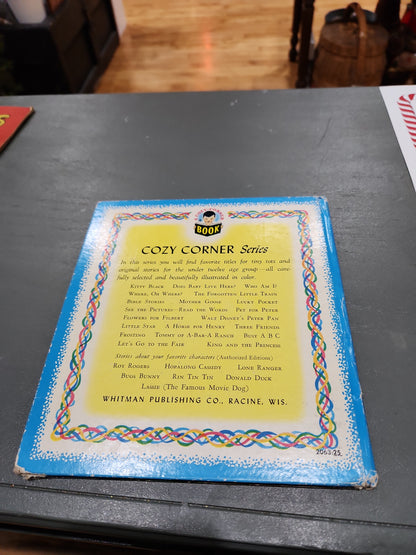 BOOK
COZY CORNER Series
In this series you will find favorite titles for tiny tots and
original stories for the under twelve age group—all care-
fully selected and beautifully illustrated in color.
Kitty Black Does Baby Live Here? Who Am I?
Where, Oh Where? The Forgotten Little Train
Bible Stories Mother Goose Lucky Pocket
See the Pictures—Read the Words Pet for Peter
Flowers for Filbert Walt Disney's Peter Pan
Little Star A Horse for Henry Three Friends
Frosting Tommy of A-Bar-A Ranch Busy A B C
Let's Go to the Fair King and the Princess
Stories about your favorite characters (Authorized Editions)
Roy Rogers Hopalong Cassidy Lone Ranger
Bugs Bunny Rin Tin Tin Donald Duck
Lassie (The Famous Movie Dog)
WHITMAN PUBLISHING CO., RACINE, WIS.
2063:25